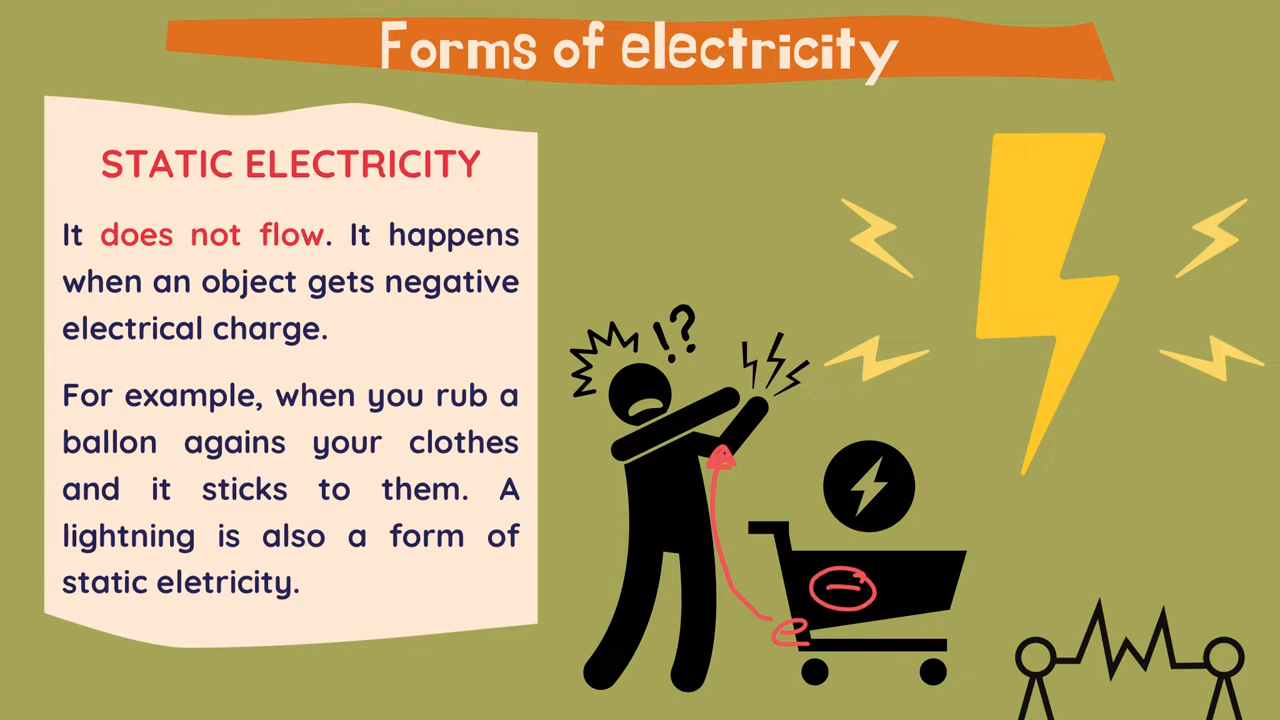 Forms of electricity
STATIC ELECTRICITY
It does not flow. It happens
when an object gets negative
electrical charge.
For example, when you rub a
ballon agains your clothes
and it sticks to them. A
lightning is also a form of
static eletricity.
!?
−
e